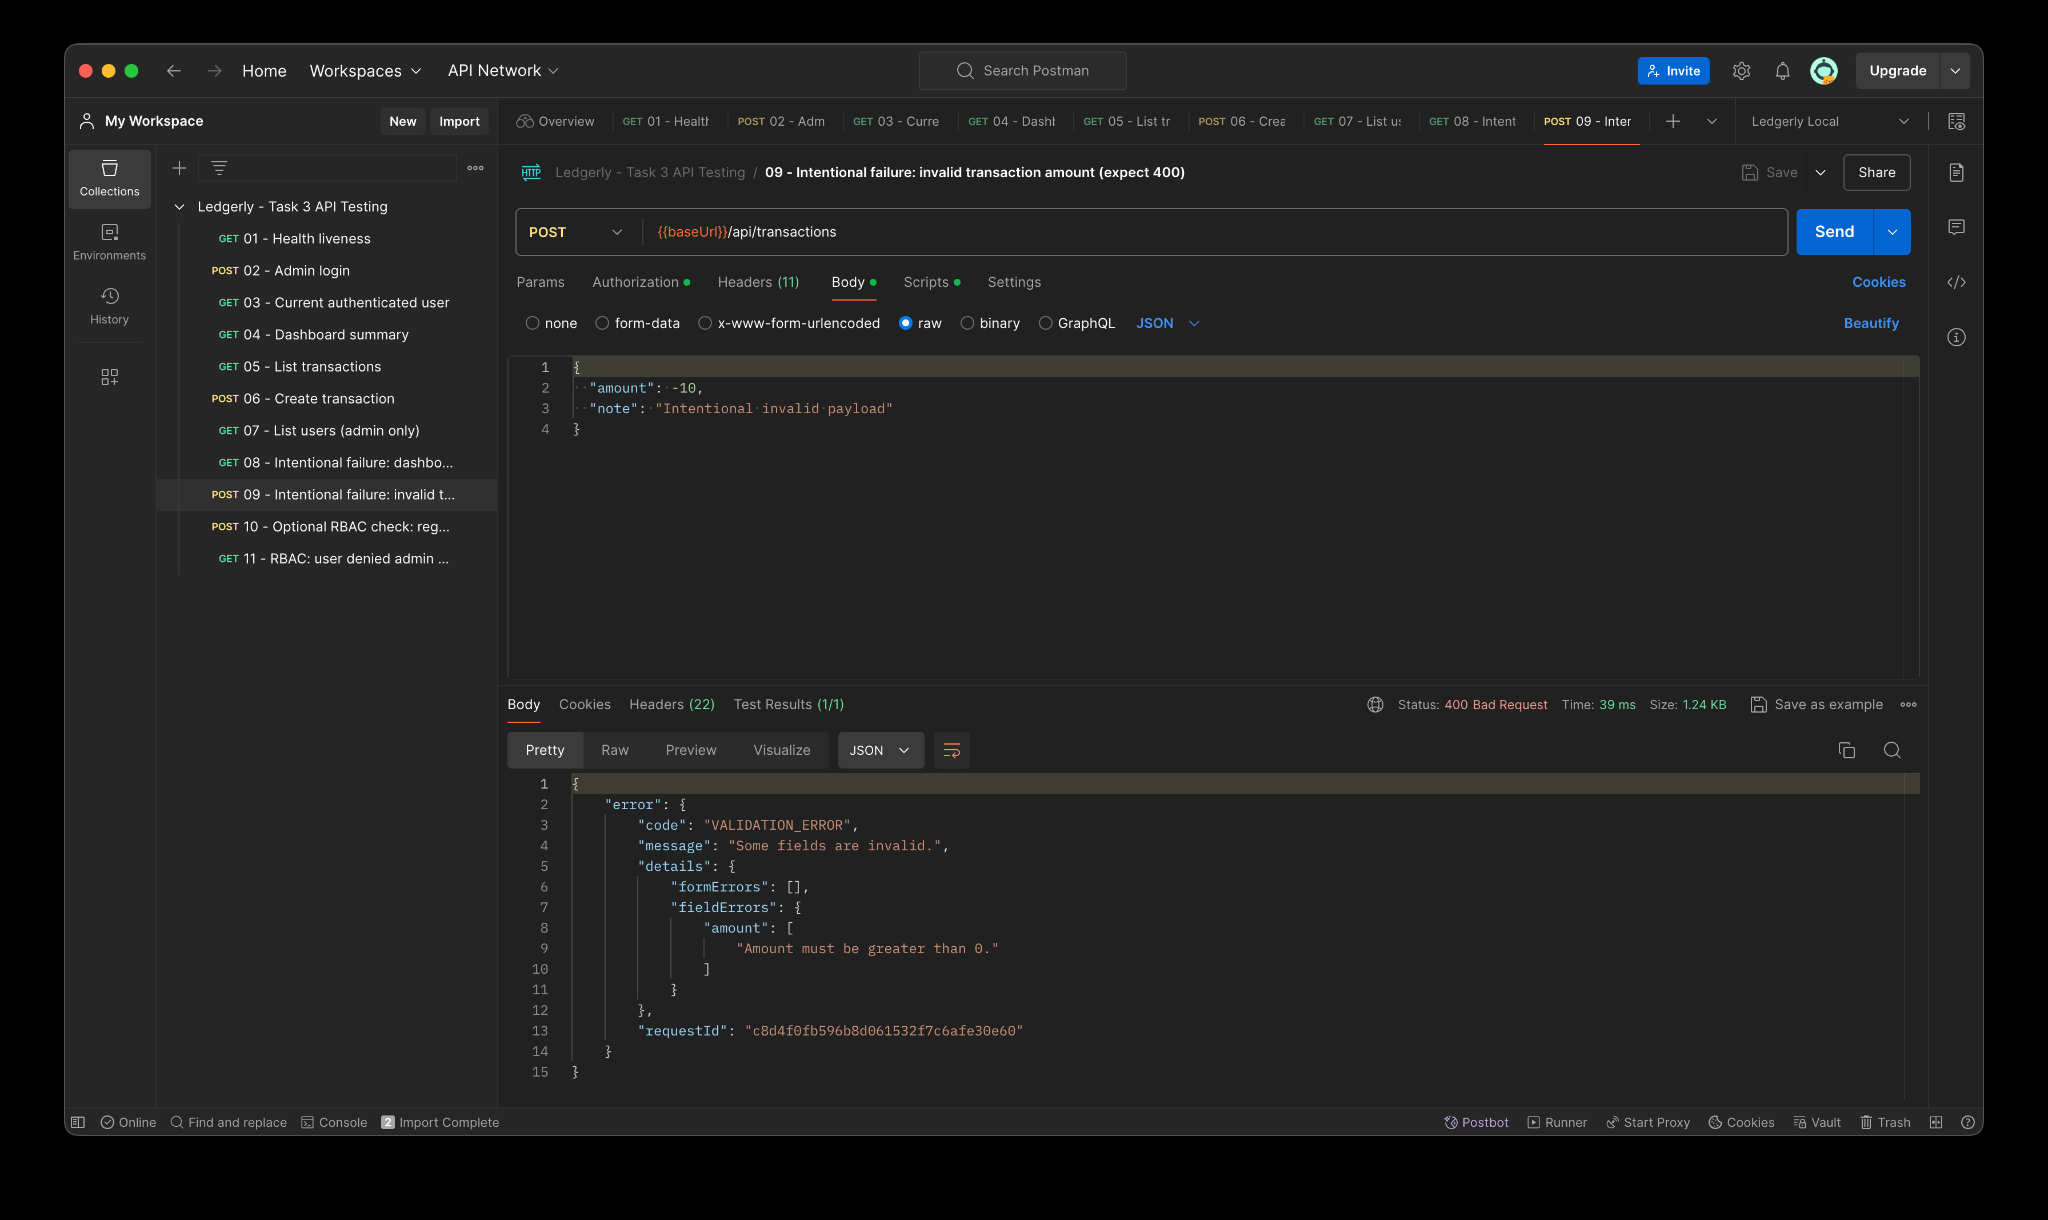 Home
Workspaces
API Network
Search Postman
Invite
Upgrade
My Workspace
New
Import
Overview
GET 01 - Health
POST 02 - Adm
GET 03 - Curre
GET 04 - Dashb
GET 05 - List tr
POST 06 - Crea
GET 07 - List us
GET 08 - Intent
POST 09 - Inter
Ledgerly Local
Collections
Environments
History
Ledgerly - Task 3 API Testing
GET 01 - Health liveness
POST 02 - Admin login
GET 03 - Current authenticated user
GET 04 - Dashboard summary
GET 05 - List transactions
POST 06 - Create transaction
GET 07 - List users (admin only)
GET 08 - Intentional failure: dashbo...
POST 09 - Intentional failure: invalid t...
POST 10 - Optional RBAC check: reg...
GET 11 - RBAC: user denied admin ...
HTTP Ledgerly - Task 3 API Testing / 09 - Intentional failure: invalid transaction amount (expect 400)
Save
Share
POST
{{baseUrl}}/api/transactions
Send
Params
Authorization
Headers (11)
Body
Scripts
Settings
Cookies
none
form-data
x-www-form-urlencoded
raw
binary
GraphQL
JSON
Beautify
1 {
2 "amount": -10,
3 "note": "Intentional invalid payload"
4 }
Body
Cookies
Headers (22)
Test Results (1/1)
Status: 400 Bad Request
Time: 39 ms
Size: 1.24 KB
Save as example
Pretty
Raw
Preview
Visualize
JSON
1 {
2 "error": {
3 "code": "VALIDATION_ERROR",
4 "message": "Some fields are invalid.",
5 "details": {
6 "formErrors": [],
7 "fieldErrors": {
8 "amount": [
9 "Amount must be greater than 0."
10 ]
11 }
12 },
13 "requestId": "c8d4f0fb596b8d061532f7c6afe30e60"
14 }
15 }
Online
Find and replace
Console
2 Import Complete
Postbot
Runner
Start Proxy
Cookies
Vault
Trash